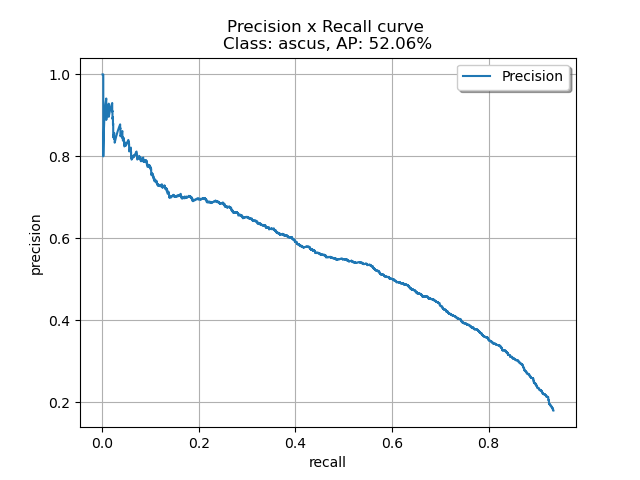 Precision x Recall curve
Class: ascus, AP: 52.06%
Precision
precision
1.0
0.8
0.6
0.4
0.2
0.0 0.2 0.4 0.6 0.8
recall